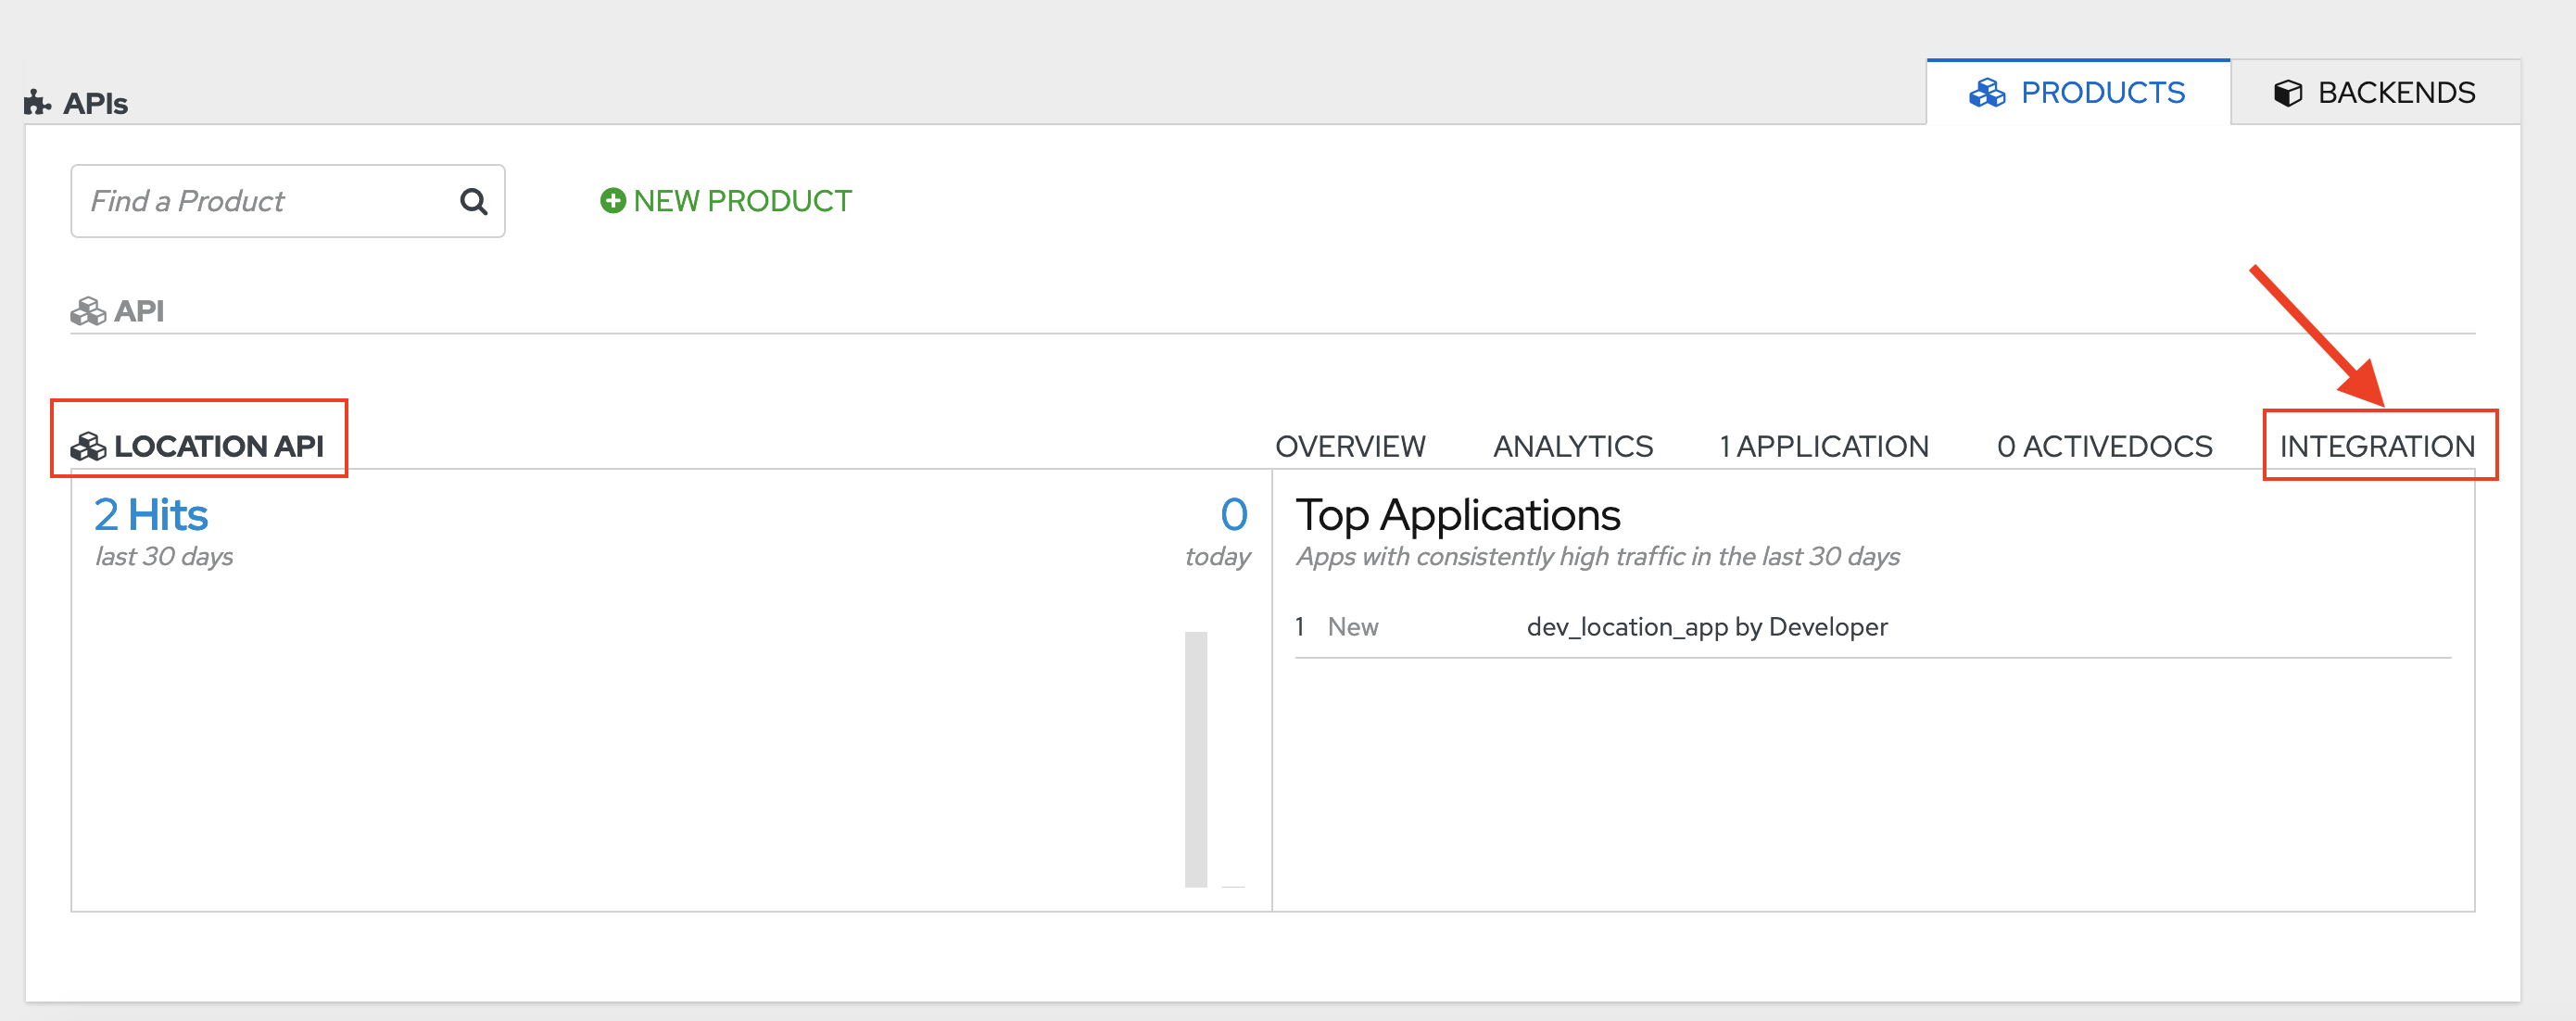 APIs
PRODUCTS
BACKENDS
Find a Product
NEW PRODUCT
API
LOCATION API
OVERVIEW
ANALYTICS
1 APPLICATION
0 ACTIVEDOCS
INTEGRATION
2 Hits
last 30 days
0
today
Top Applications
Apps with consistently high traffic in the last 30 days
1 New dev_location_app by Developer